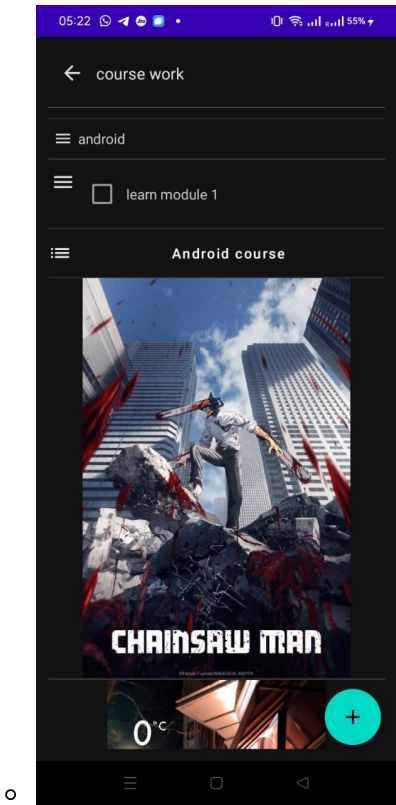 05:22
55%
course work
android
learn module 1
Android course
CHAINSAW MAN
0°C
+